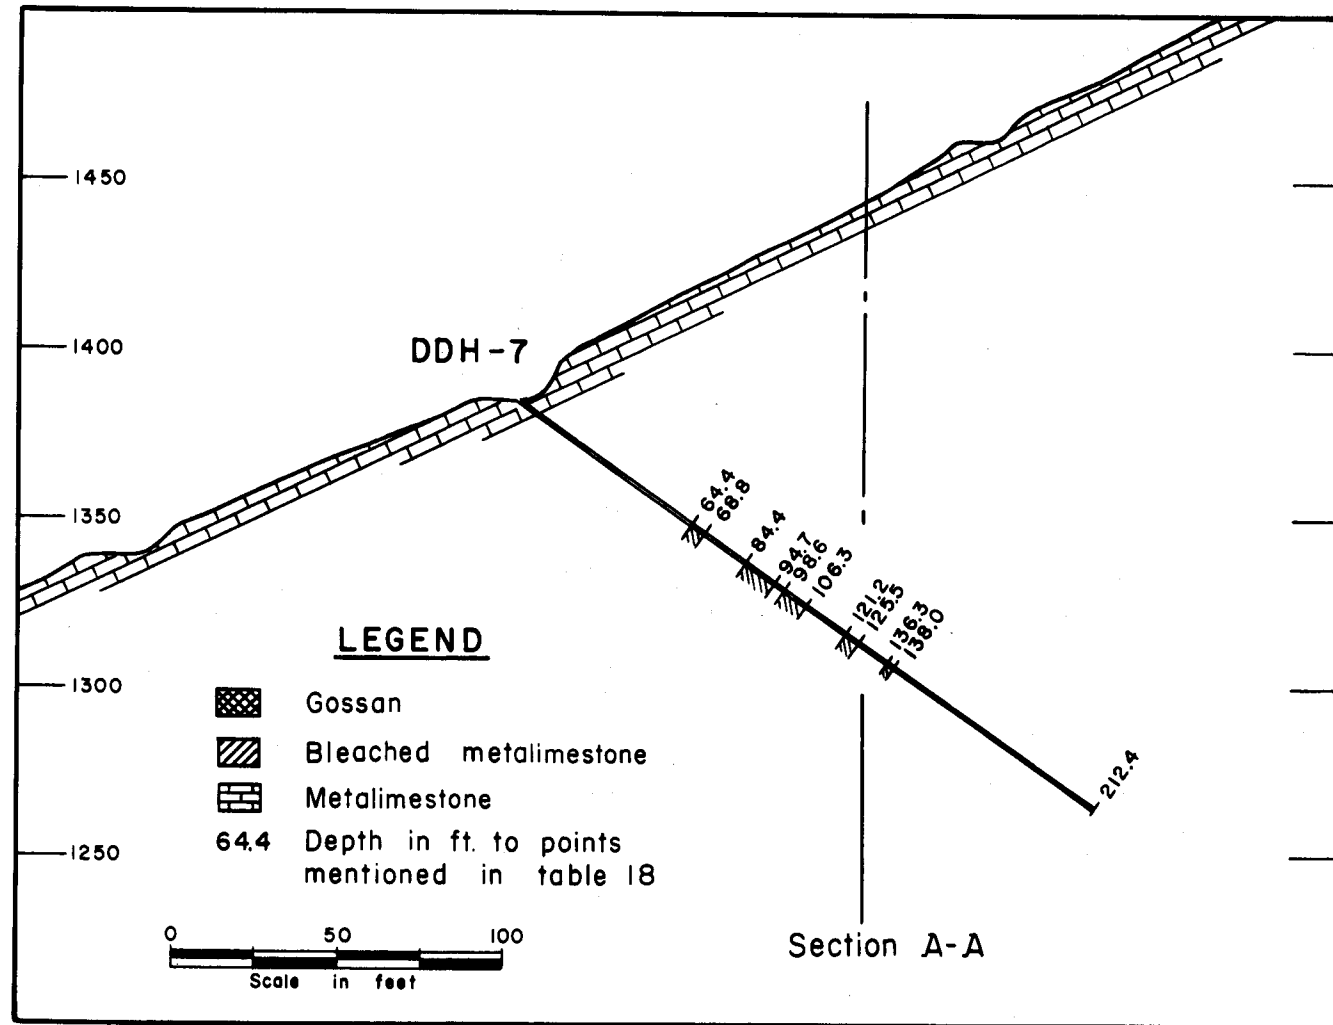 1450
1400
DDH-7
1350
64.4
68.8
84.4
94.7
98.6
106.3
121.2
125.5
136.3
138.0
212.4
1300
1250
LEGEND
Gossan
Bleached metalimestone
Metalimestone
64.4 Depth in ft. to points
mentioned in table 18
0 50 100
Scale in feet
Section A-A